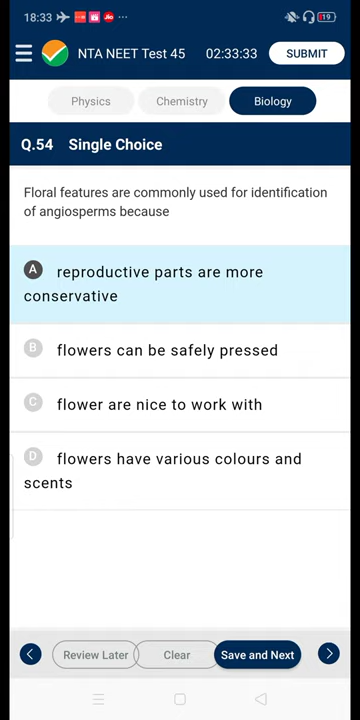 18:33 Jio ... 19
NTA NEET Test 45 02:33:33 SUBMIT
Physics Chemistry Biology
Q.54 Single Choice
Floral features are commonly used for identification
of angiosperms because
A reproductive parts are more
conservative
B flowers can be safely pressed
C flower are nice to work with
D flowers have various colours and
scents
Review Later Clear Save and Next